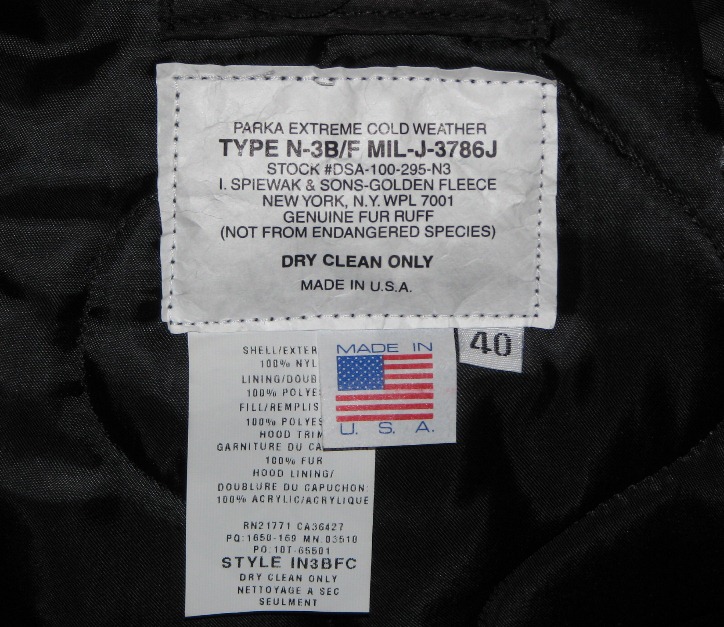 PARKA EXTREME COLD WEATHER
TYPE N-3B/F MIL-J-3786J
STOCK #DSA-100-295-N3
I. SPIEWAK & SONS-GOLDEN FLEECE
NEW YORK, N.Y. WPL 7001
GENUINE FUR RUFF
(NOT FROM ENDANGERED SPECIES)
DRY CLEAN ONLY
MADE IN U.S.A.
40
MADE IN
U. S. A.
SHELL/EXTER
100% NYL
LINING/DOUB
100% POLYE
FILL/REMPLIS
100% POLYES
HOOD TRIM
GARNITURE DU CA
100% FUR
HOOD LINING/
DOUBLURE DU CAPUCHON:
100% ACRYLIC/ACRYLIQUE
RN21771 CA36427
PQ:1650-169 MN.03510
PO.10T-65501
STYLE IN3BFC
DRY CLEAN ONLY
NETTOYAGE A SEC
SEULMENT